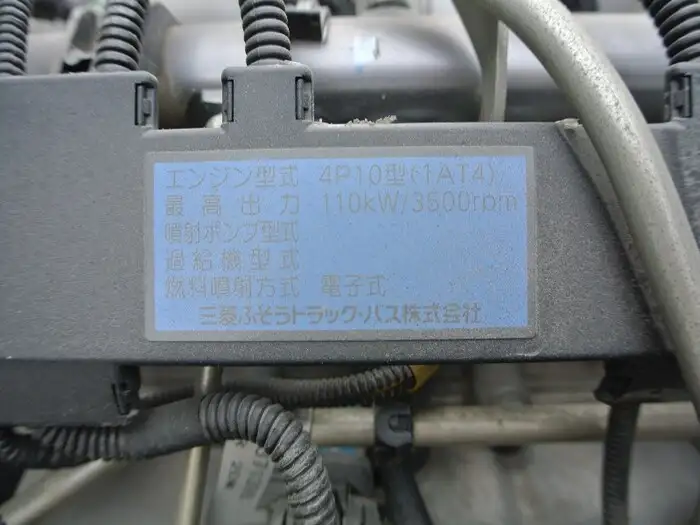 エンジン型式 4P10型(1AT4)
最高出力 110kW/3500rpm
噴射ポンプ型式
過給機型式
燃料噴射方式 電子式
三菱ふそうトラック・バス株式会社